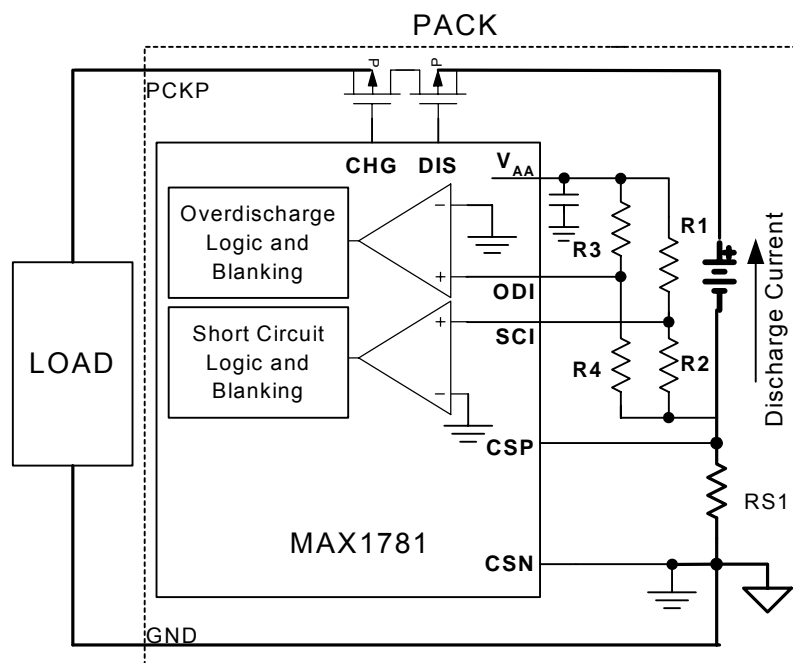 PACK
PCKP
P
P
CHG
DIS
VAA
Overdischarge
Logic and
Blanking
R3
R1
+
−
+
ODI
Short Circuit
Logic and
Blanking
+
−
SCI
R4
R2
LOAD
Discharge Current
CSP
RS1
MAX1781
CSN
GND